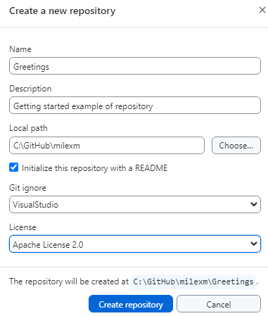 Create a new repository
Name
Greetings
Description
Getting started example of repository
Local path
C:\GitHub\milexm
Choose...
Initialize this repository with a README
Git ignore
VisualStudio
License
Apache License 2.0
The repository will be created at C:\GitHub\milexm\Greetings.
Create repository
Cancel